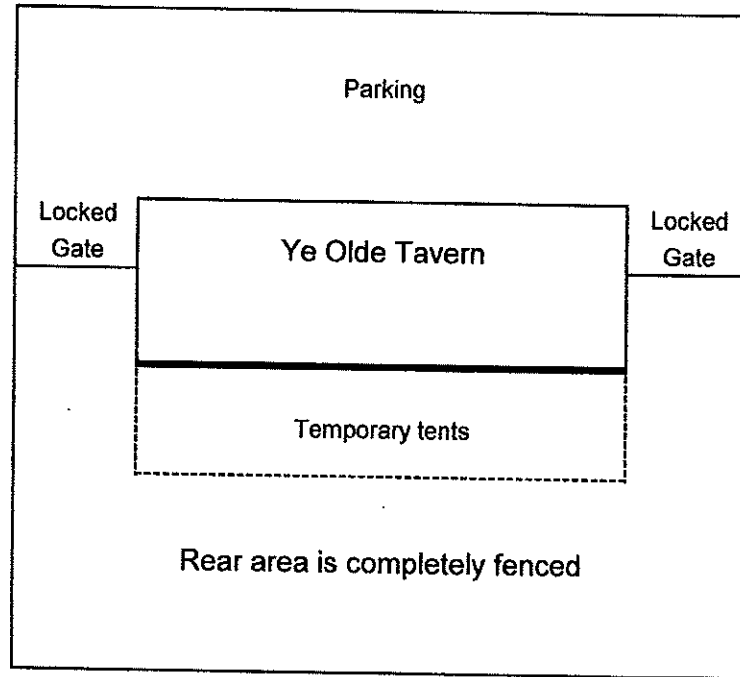 Parking
Locked
Gate
Ye Olde Tavern
Locked
Gate
Temporary tents
Rear area is completely fenced